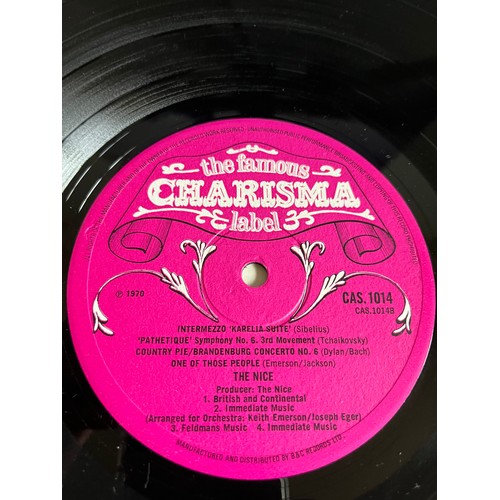 the famous
CHARISMA
label
℗ 1970
CAS. 1014
CAS.1014B
INTERMEZZO 'KARELIA SUITE' (Sibelius)
'PATHETIQUE' Symphony No. 6. 3rd Movement (Tchaikovsky)
COUNTRY PIE/BRANDENBURG CONCERTO NO. 6 (Dylan/Bach)
ONE OF THOSE PEOPLE (Emerson/Jackson)
THE NICE
Producer: The Nice
1. British and Continental
2. Immediate Music
(Arranged for Orchestra: Keith Emerson/Joseph Eger)
3. Feldmans Music 4. Immediate Music
MANUFACTURED AND DISTRIBUTED BY B&C RECORDS LTD.